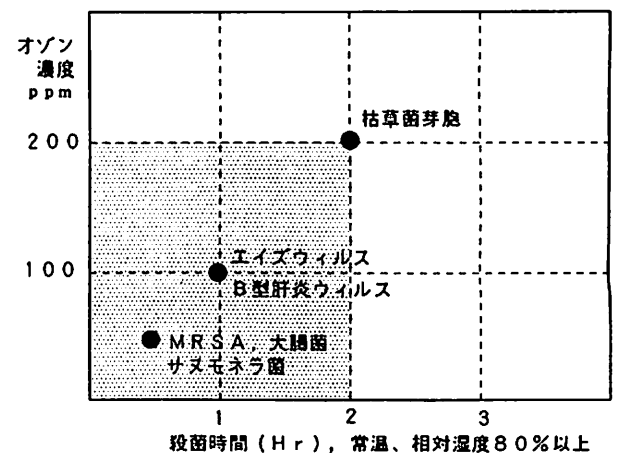 オゾン
濃度
ppm
枯草菌芽胞
200
エイズウィルス
100
B型肝炎ウィルス
MRSA，大腸菌
サヌモネラ菌
1 2 3
殺菌時間(Hr)，常温、相対湿度80%以上